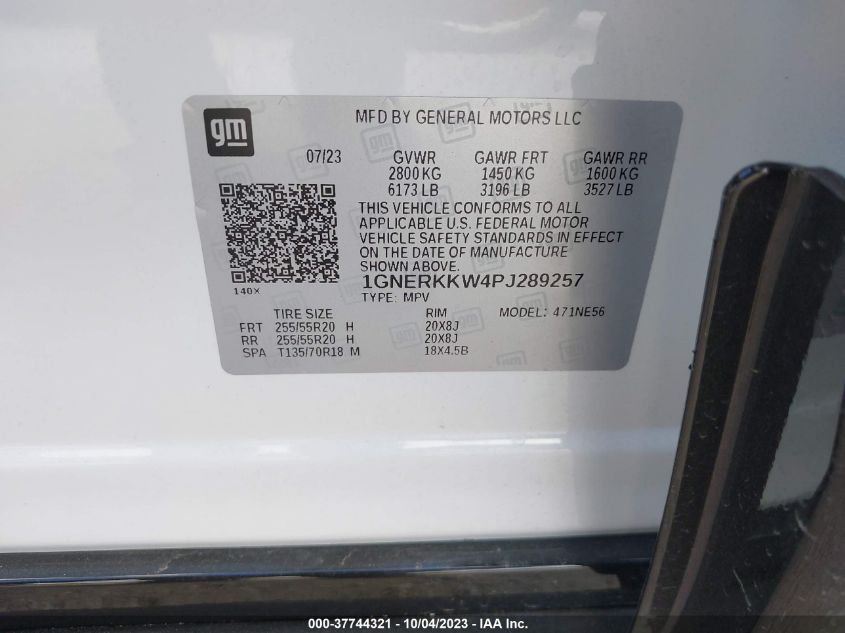 gm
MFD BY GENERAL MOTORS LLC
07/23 GVWR GAWR FRT GAWR RR
2800 KG 1450 KG 1600 KG
6173 LB 3196 LB 3527 LB
THIS VEHICLE CONFORMS TO ALL
APPLICABLE U.S. FEDERAL MOTOR
VEHICLE SAFETY STANDARDS IN EFFECT
ON THE DATE OF MANUFACTURE
SHOWN ABOVE.
140X 1GNERKKW4PJ289257
TYPE: MPV MODEL: 471NE56
TIRE SIZE RIM
FRT 255/55R20 H 20X8J
RR 255/55R20 H 20X8J
SPA T135/70R18 M 18X4.5B
000-37744321 - 10/04/2023 - IAA Inc.